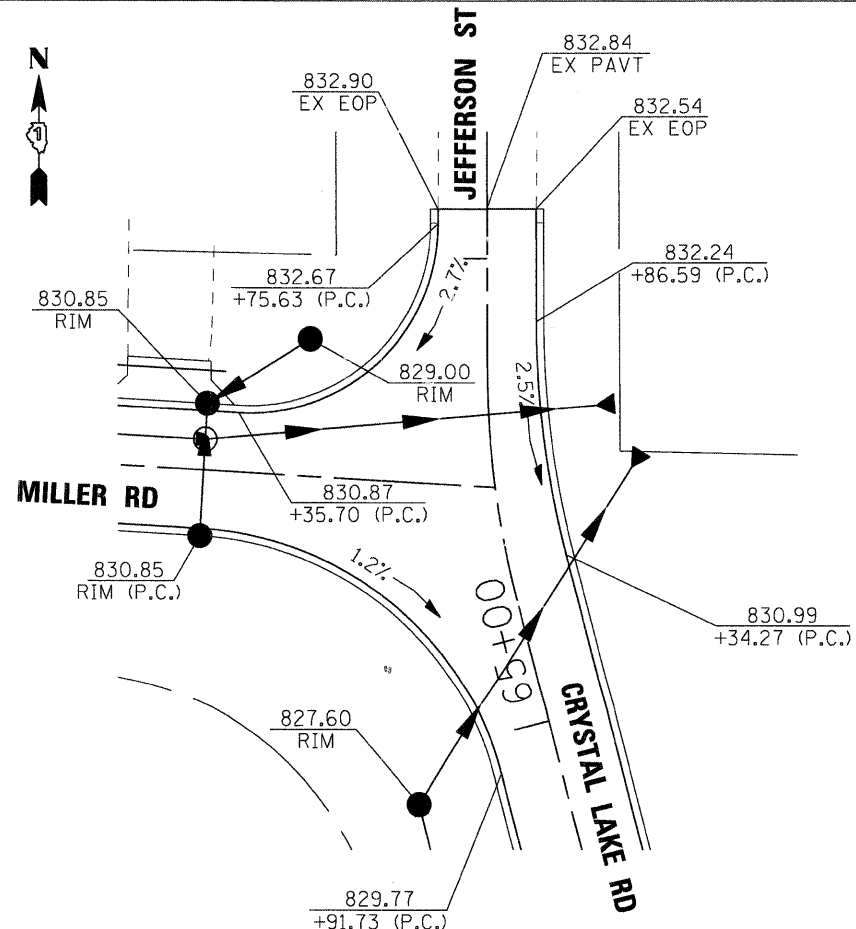 JEFFERSON ST
832.84
EX PAVT
N
1
832.90
EX EOP
832.54
EX EOP
832.24
+86.59 (P.C.)
832.67
+75.63 (P.C.)
2.7%
830.85
RIM
829.00
RIM
2.5%
MILLER RD
830.87
+35.70 (P.C.)
830.85
RIM (P.C.)
1.2%
65+00
830.99
+34.27 (P.C.)
CRYSTAL LAKE RD
827.60
RIM
829.77
+91.73 (P.C.)